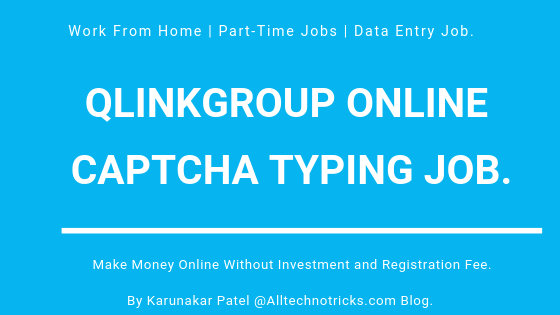 Work From Home | Part-Time Jobs | Data Entry Job.
QLINKGROUP ONLINE
CAPTCHA TYPING JOB.
Make Money Online Without Investment and Registration Fee.
By Karunakar Patel @Alltechnotricks.com Blog.